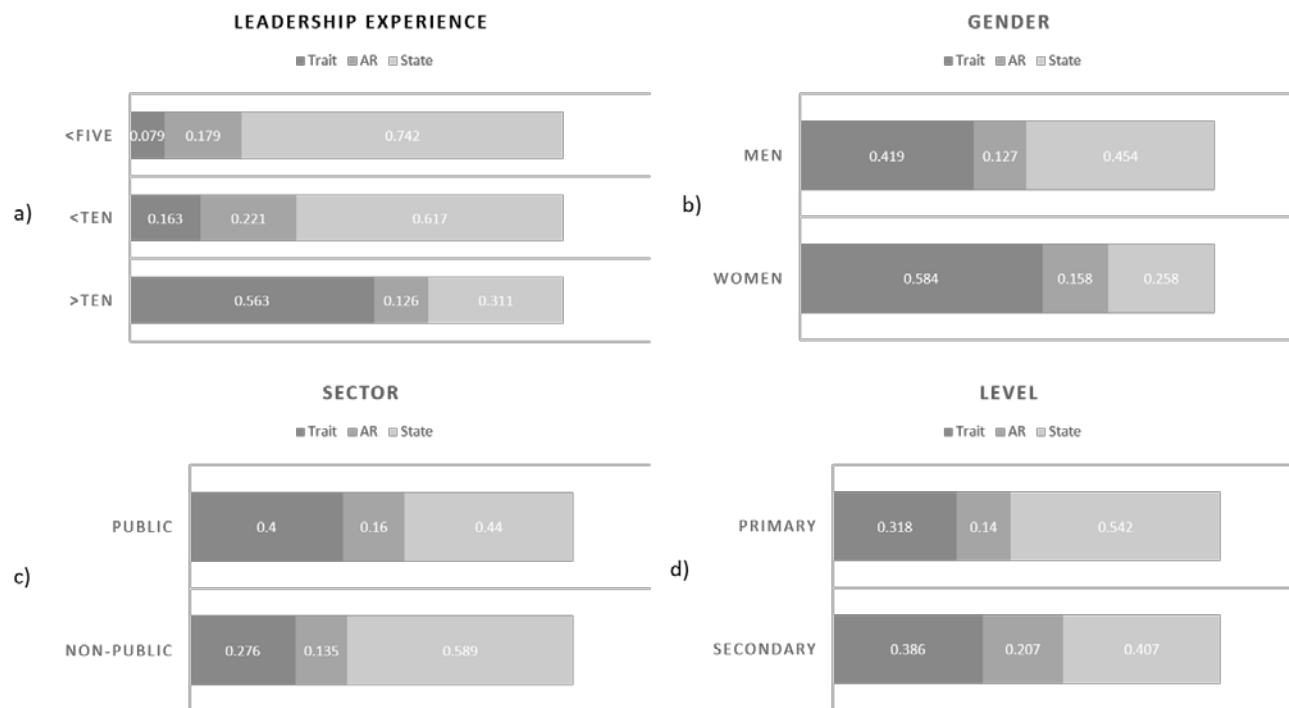 LEADERSHIP EXPERIENCE
Trait AR State
<FIVE 0.079 0.179 0.742
a)
<TEN 0.163 0.221 0.617
>TEN 0.563 0.126 0.311
GENDER
Trait AR State
MEN 0.419 0.127 0.454
b)
WOMEN 0.584 0.158 0.258
SECTOR
Trait AR State
PUBLIC 0.4 0.16 0.44
c)
NON-PUBLIC 0.276 0.135 0.589
LEVEL
Trait AR State
PRIMARY 0.318 0.14 0.542
d)
SECONDARY 0.386 0.207 0.407